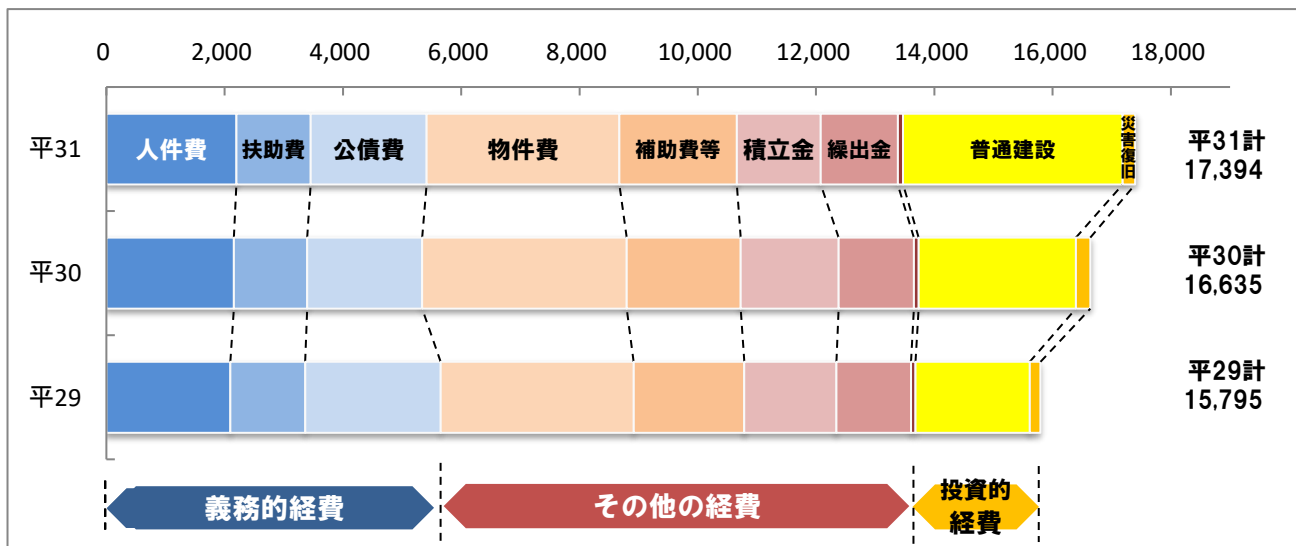 0 2,000 4,000 6,000 8,000 10,000 12,000 14,000 16,000 18,000
平31 人件費 扶助費 公債費 物件費 補助費等 積立金 繰出金 普通建設 災害復旧 平31計
17,394
平30 平30計
16,635
平29 平29計
15,795
義務的経費 その他の経費 投資的
経費